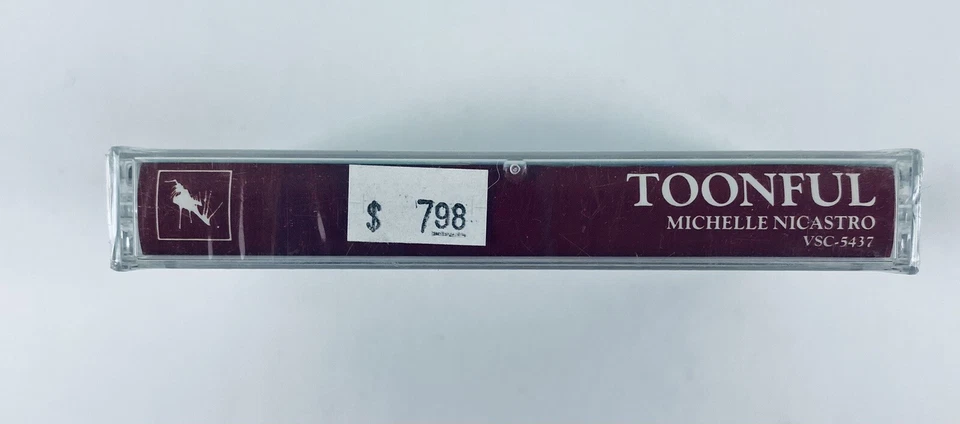 $ 798
TOONFUL
MICHELLE NICASTRO
VSC-5437